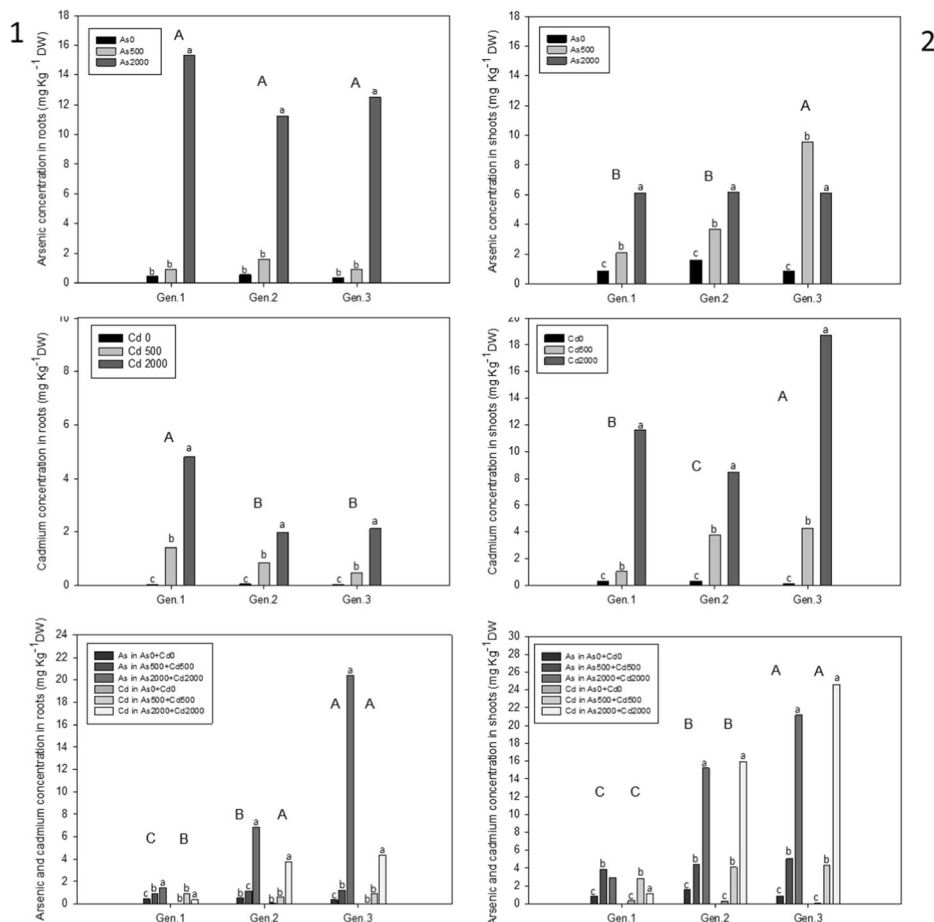 1
Arsenic concentration in roots (mg Kg⁻¹ DW)
18
16
14
12
10
8
6
4
2
0
As0
As500
As2000
A
A
A
b
b
a
b
b
a
b
b
a
Gen.1
Gen.2
Gen.3
2
Arsenic concentration in shoots (mg Kg⁻¹ DW)
18
16
14
12
10
8
6
4
2
0
As0
As500
As2000
B
B
A
c
b
a
c
b
a
c
b
a
Gen.1
Gen.2
Gen.3
Cadmium concentration in roots (mg Kg⁻¹DW)
10
8
6
4
2
0
Cd 0
Cd 500
Cd 2000
A
B
B
c
b
a
c
b
a
c
b
a
Gen.1
Gen.2
Gen.3
Cadmium concentration in shoots (mg Kg⁻¹DW)
20
18
16
14
12
10
8
6
4
2
0
Cd0
Cd500
Cd2000
B
C
A
c
b
a
c
b
a
c
b
a
Gen.1
Gen.2
Gen.3
Arsenic and cadmium concentration in roots (mg Kg⁻¹DW)
24
22
20
18
16
14
12
10
8
6
4
2
0
As in As0+Cd0
As in As500+Cd500
As in As2000+Cd2000
Cd in As0+Cd0
Cd in As500+Cd500
Cd in As2000+Cd2000
C
B
B
A
A
A
c
b
a
b
b
a
c
c
a
b
b
a
c
b
a
b
b
a
Gen.1
Gen.2
Gen.3
Arsenic and cadmium concentration in shoots (mg Kg⁻¹DW
30
28
26
24
22
20
18
16
14
12
10
8
6
4
2
0
As in As0+Cd0
As in As500+Cd500
As in As2000+Cd2000
Cd in As0+Cd0
Cd in As500+Cd500
Cd in As2000+Cd2000
C
C
B
B
A
A
c
b
c
b
a
c
b
a
c
b
a
c
b
a
c
b
a
Gen.1
Gen.2
Gen.3